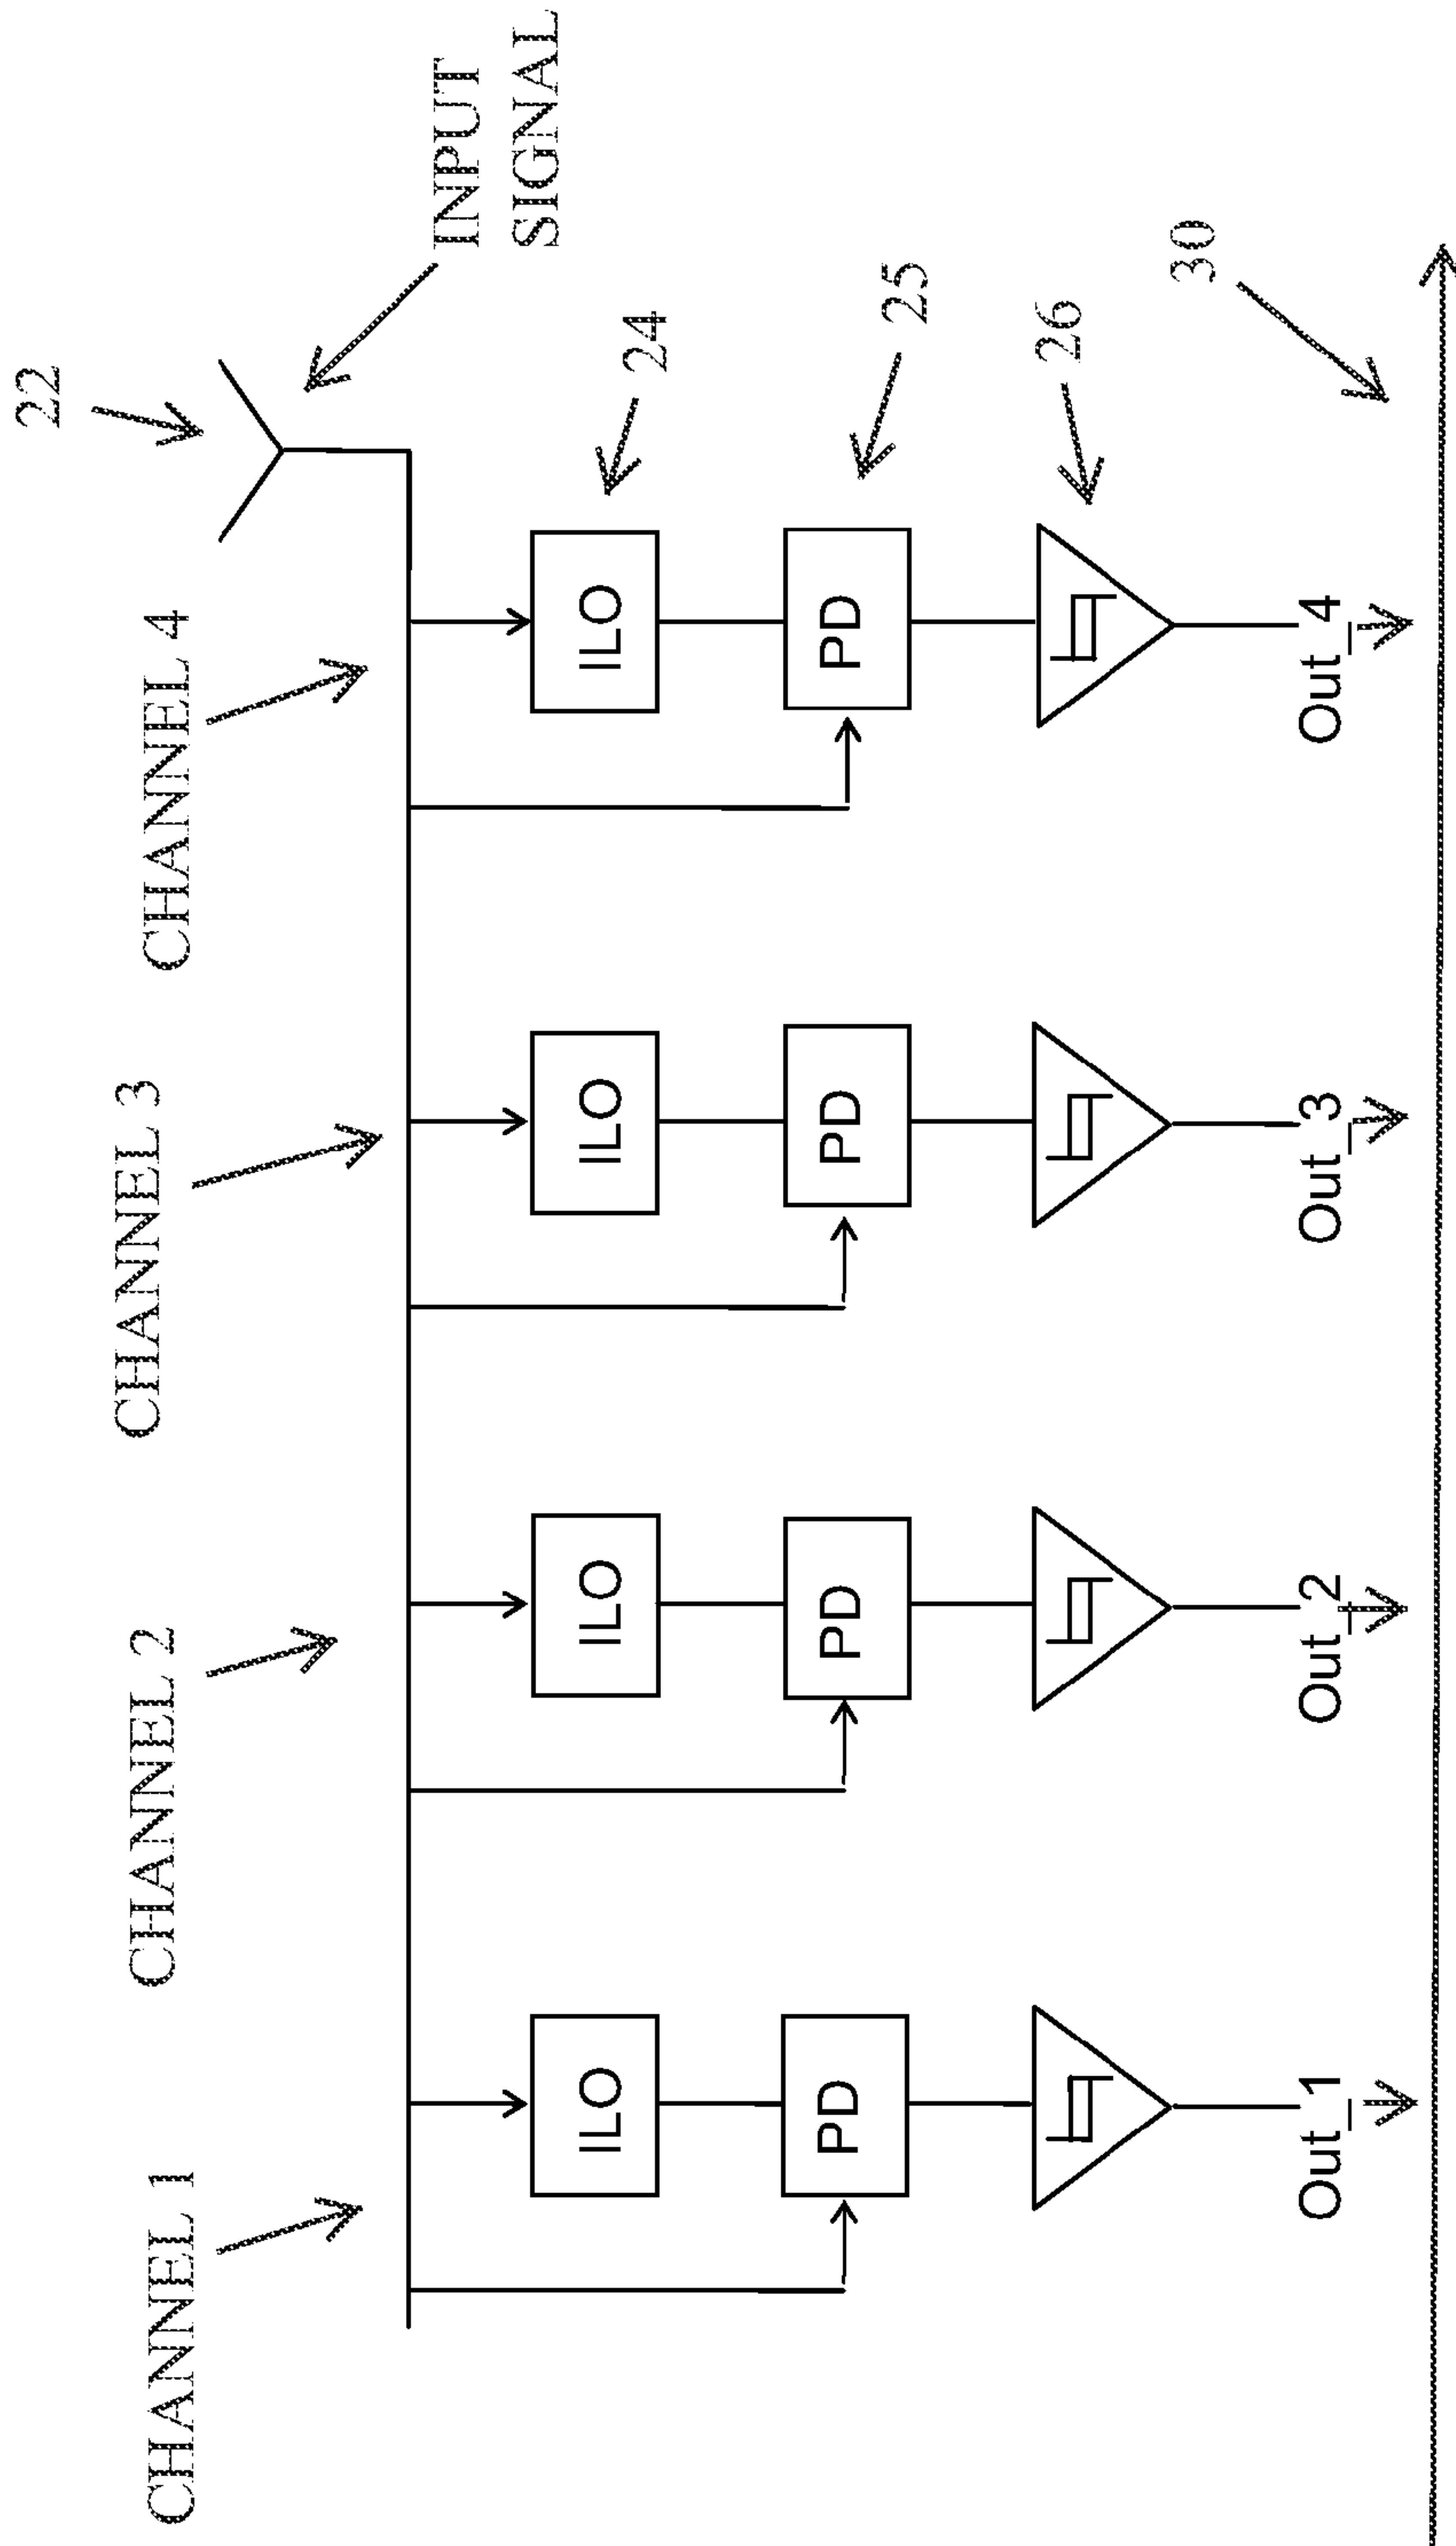 22
INPUT
SIGNAL
CHANNEL 1
CHANNEL 2
CHANNEL 3
CHANNEL 4
ILO
ILO
ILO
ILO
24
PD
PD
PD
PD
25
26
Out_1
Out_2
Out_3
Out_4
30